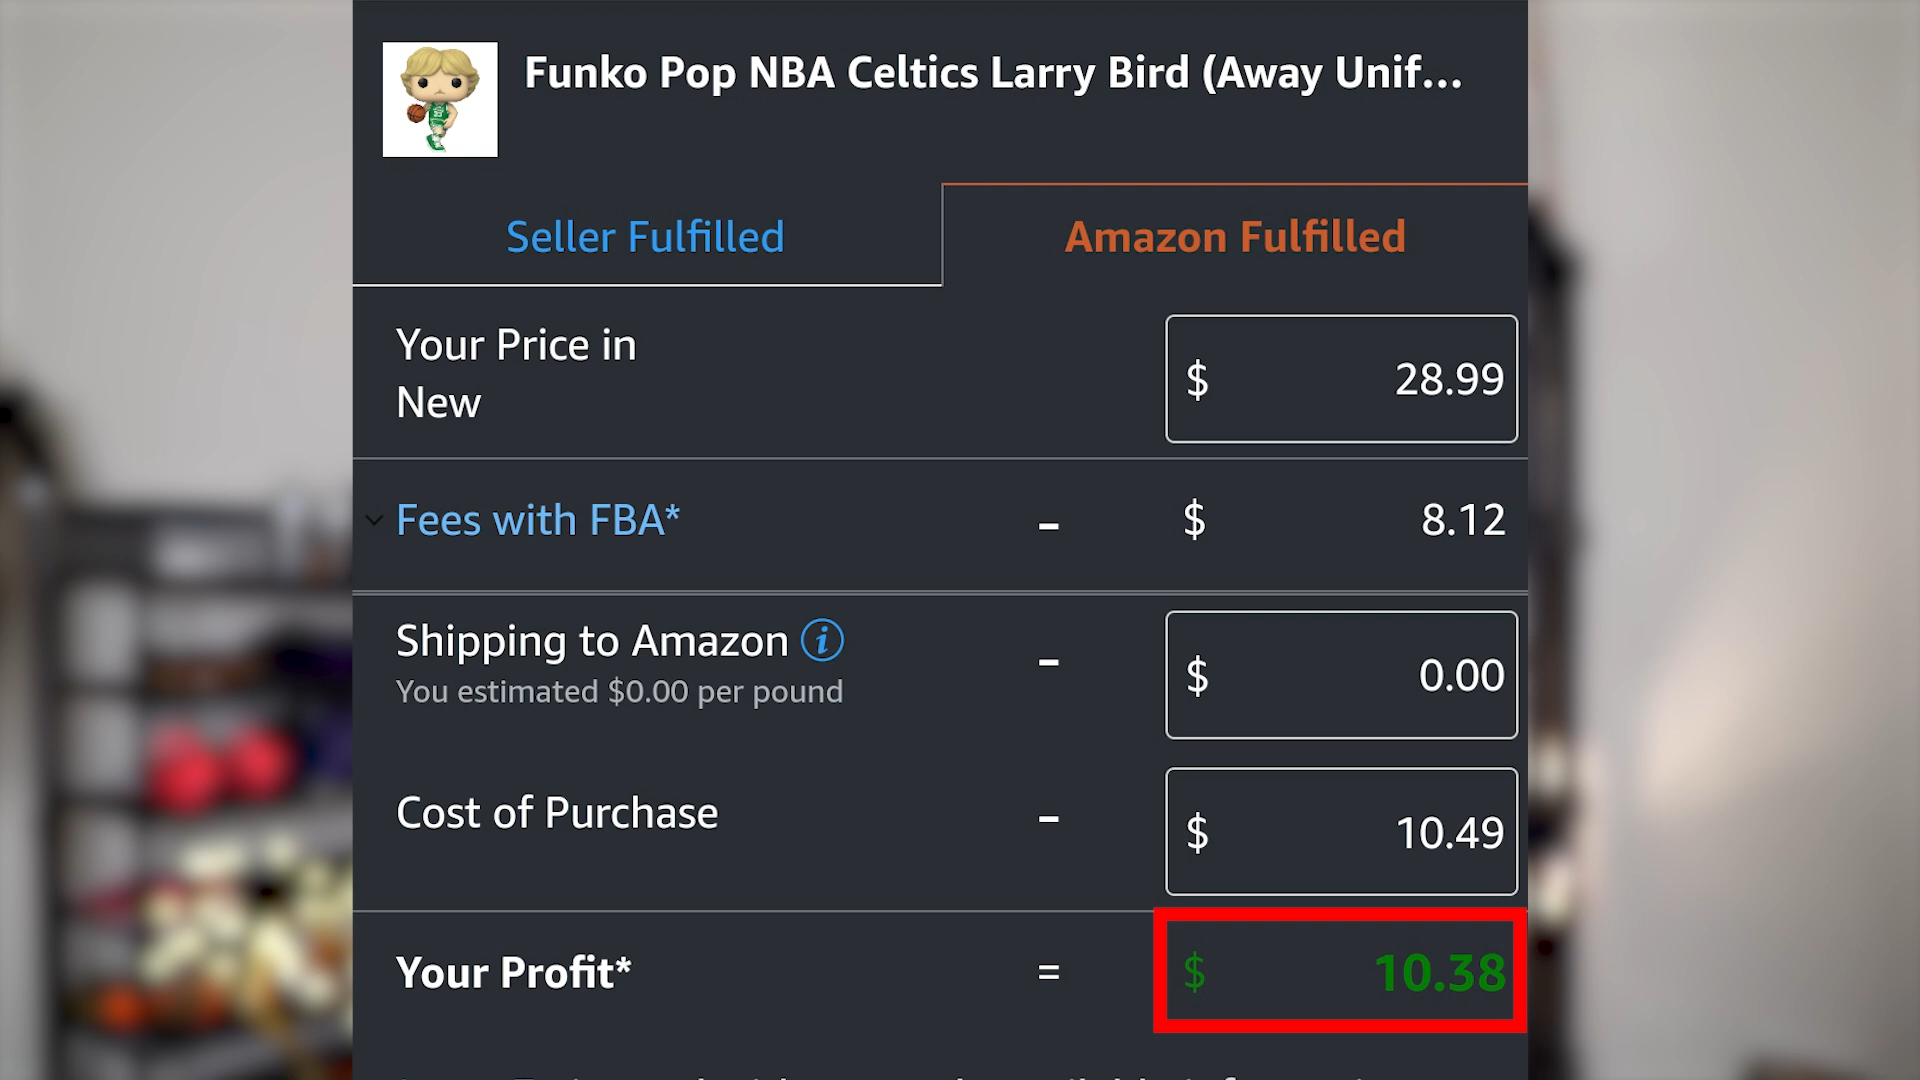 Funko Pop NBA Celtics Larry Bird (Away Unif...
Seller Fulfilled
Amazon Fulfilled
Your Price in
New
$ 28.99
Fees with FBA*
-
$ 8.12
Shipping to Amazon i
You estimated $0.00 per pound
-
$ 0.00
Cost of Purchase
-
$ 10.49
Your Profit*
=
$ 10.38